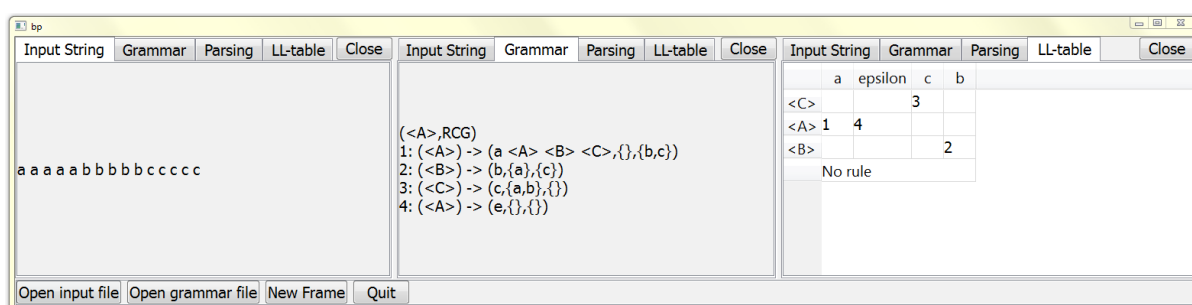 bp
Input String Grammar Parsing LL-table Close
a a a a a b b b b b c c c c c
Input String Grammar Parsing LL-table Close
(<A>,RCG)
1: (<A>) -> (a <A> <B> <C>,{},{b,c})
2: (<B>) -> (b,{a},{c})
3: (<C>) -> (c,{a,b},{})
4: (<A>) -> (e,{},{})
Input String Grammar Parsing LL-table Close
a epsilon c b
<C> 3
<A> 1 4
<B> 2
No rule
Open input file Open grammar file New Frame Quit